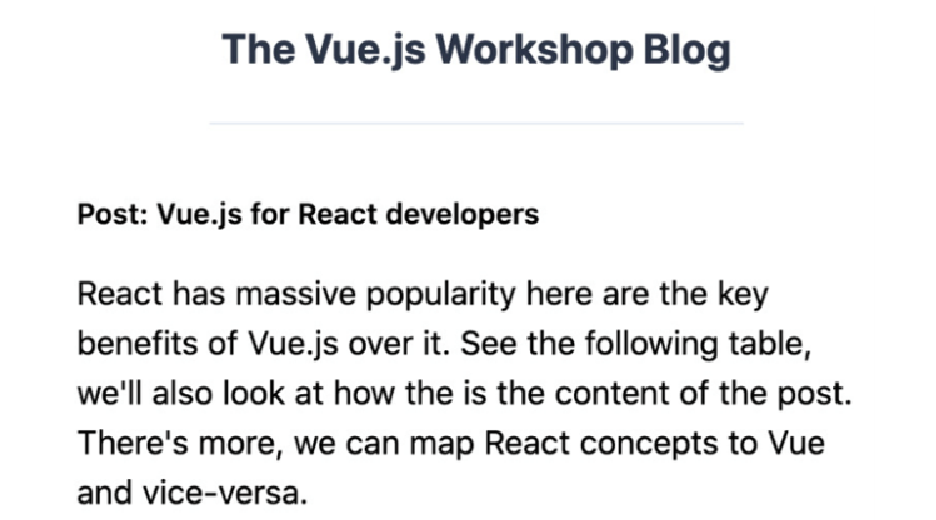 The Vue.js Workshop Blog
Post: Vue.js for React developers
React has massive popularity here are the key
benefits of Vue.js over it. See the following table,
we'll also look at how the is the content of the post.
There's more, we can map React concepts to Vue
and vice-versa.